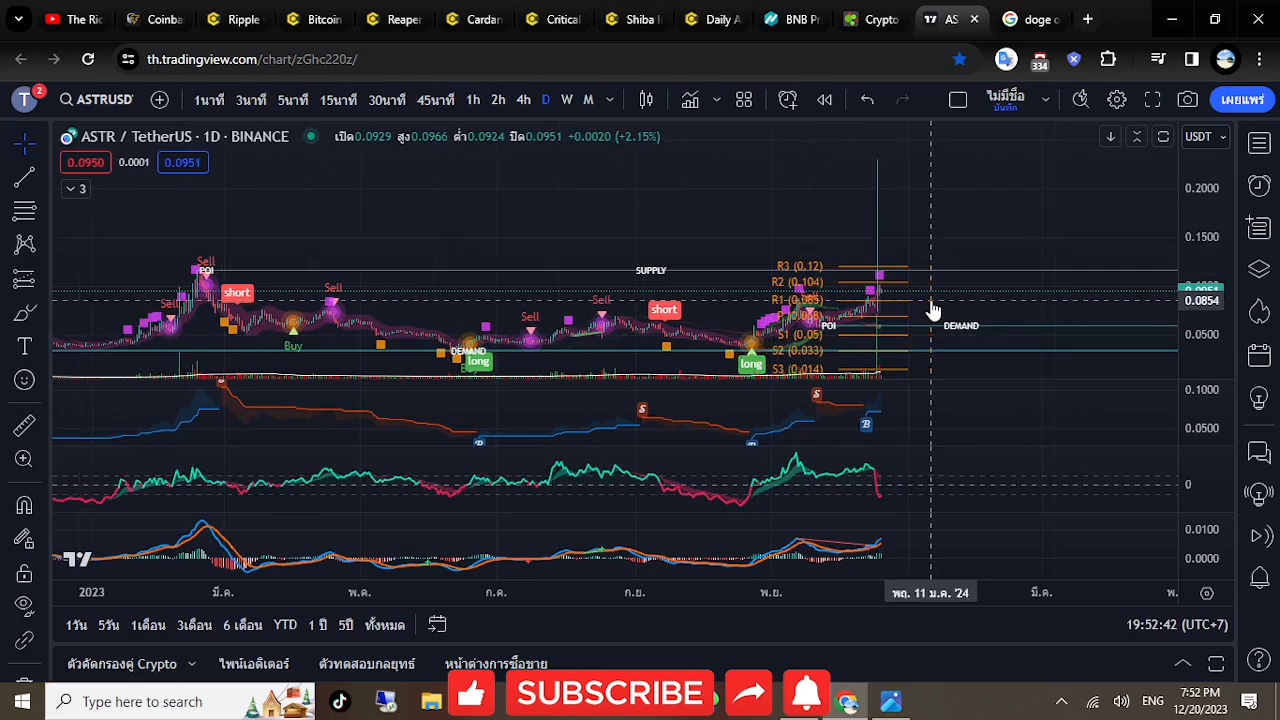 The Ric
Coinba
Ripple
Bitcoin
Reaper
Cardan
Critical
Shiba I
Daily A
BNB Pr
Crypto
AS
doge o
th.tradingview.com/chart/zGhc220z/
334
T
2
ASTRUSD
1นาที
3นาที
5นาที
15นาที
30นาที
45นาที
1h
2h
4h
D
W
M
ไม่มีชื่อ
บันทึก
เผยแพร่
ASTR / TetherUS · 1D · BINANCE
เปิด0.0929 สูง0.0966 ต่ำ0.0924 ปิด0.0951 +0.0020 (+2.15%)
USDT
0.0950
0.0001
0.0951
3
0.2000
0.1500
Sell
POI
SUPPLY
R3 (0.12)
R2 (0.104)
short
Sell
Sell
Sell
short
Sell
R1 (0.085)
0.0854
POI
DEMAND
S1 (0.05)
0.0500
Buy
DEMAND
long
S2 (0.033)
long
S3 (0.014)
0.1000
S
S
B
0.0500
0
0.0100
0.0000
2023
มี.ค.
พ.ค.
ก.ค.
ก.ย.
พ.ย.
พฤ. 11 ม.ค. '24
มี.ค.
พ.
1วัน
5วัน
1เดือน
3เดือน
6 เดือน
YTD
1 ปี
5ปี
ทั้งหมด
19:52:42 (UTC+7)
ตัวคัดกรองคู่ Crypto
ไพน์เอดิเตอร์
ตัวทดสอบกลยุทธ์
หน้าต่างการซื้อขาย
Type here to search
SUBSCRIBE
ENG
7:52 PM
12/20/2023